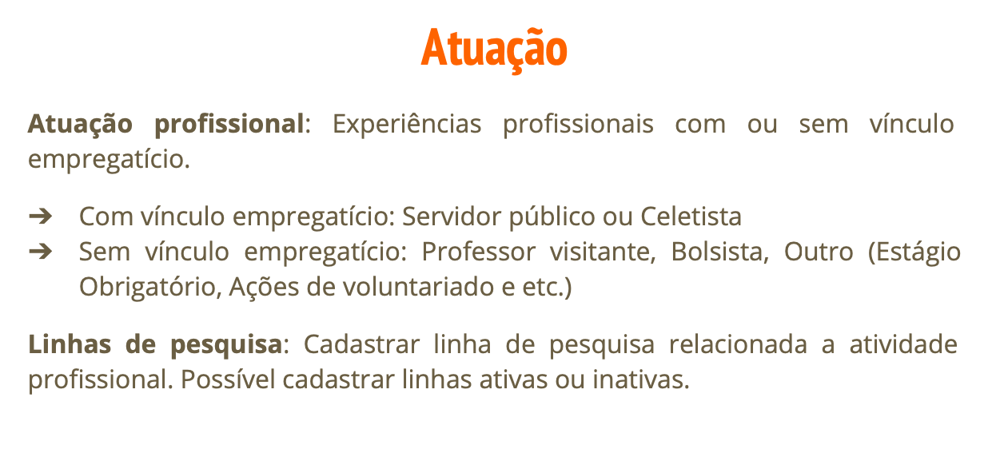 Atuação
Atuação profissional: Experiências profissionais com ou sem vínculo
empregatício.
➔ Com vínculo empregatício: Servidor público ou Celetista
➔ Sem vínculo empregatício: Professor visitante, Bolsista, Outro (Estágio
Obrigatório, Ações de voluntariado e etc.)
Linhas de pesquisa: Cadastrar linha de pesquisa relacionada a atividade
profissional. Possível cadastrar linhas ativas ou inativas.